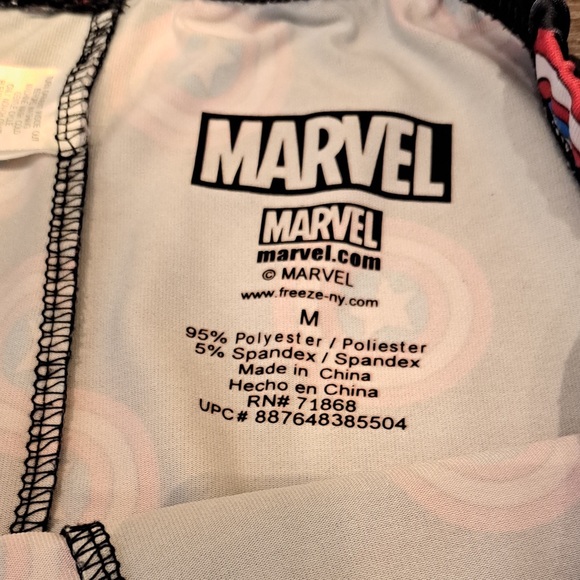 MARVEL
MARVEL
marvel.com
© MARVEL
www.freeze-ny.com
M
95% Polyester / Poliester
5% Spandex / Spandex
Made in China
Hecho en China
RN# 71868
UPC# 887648385504